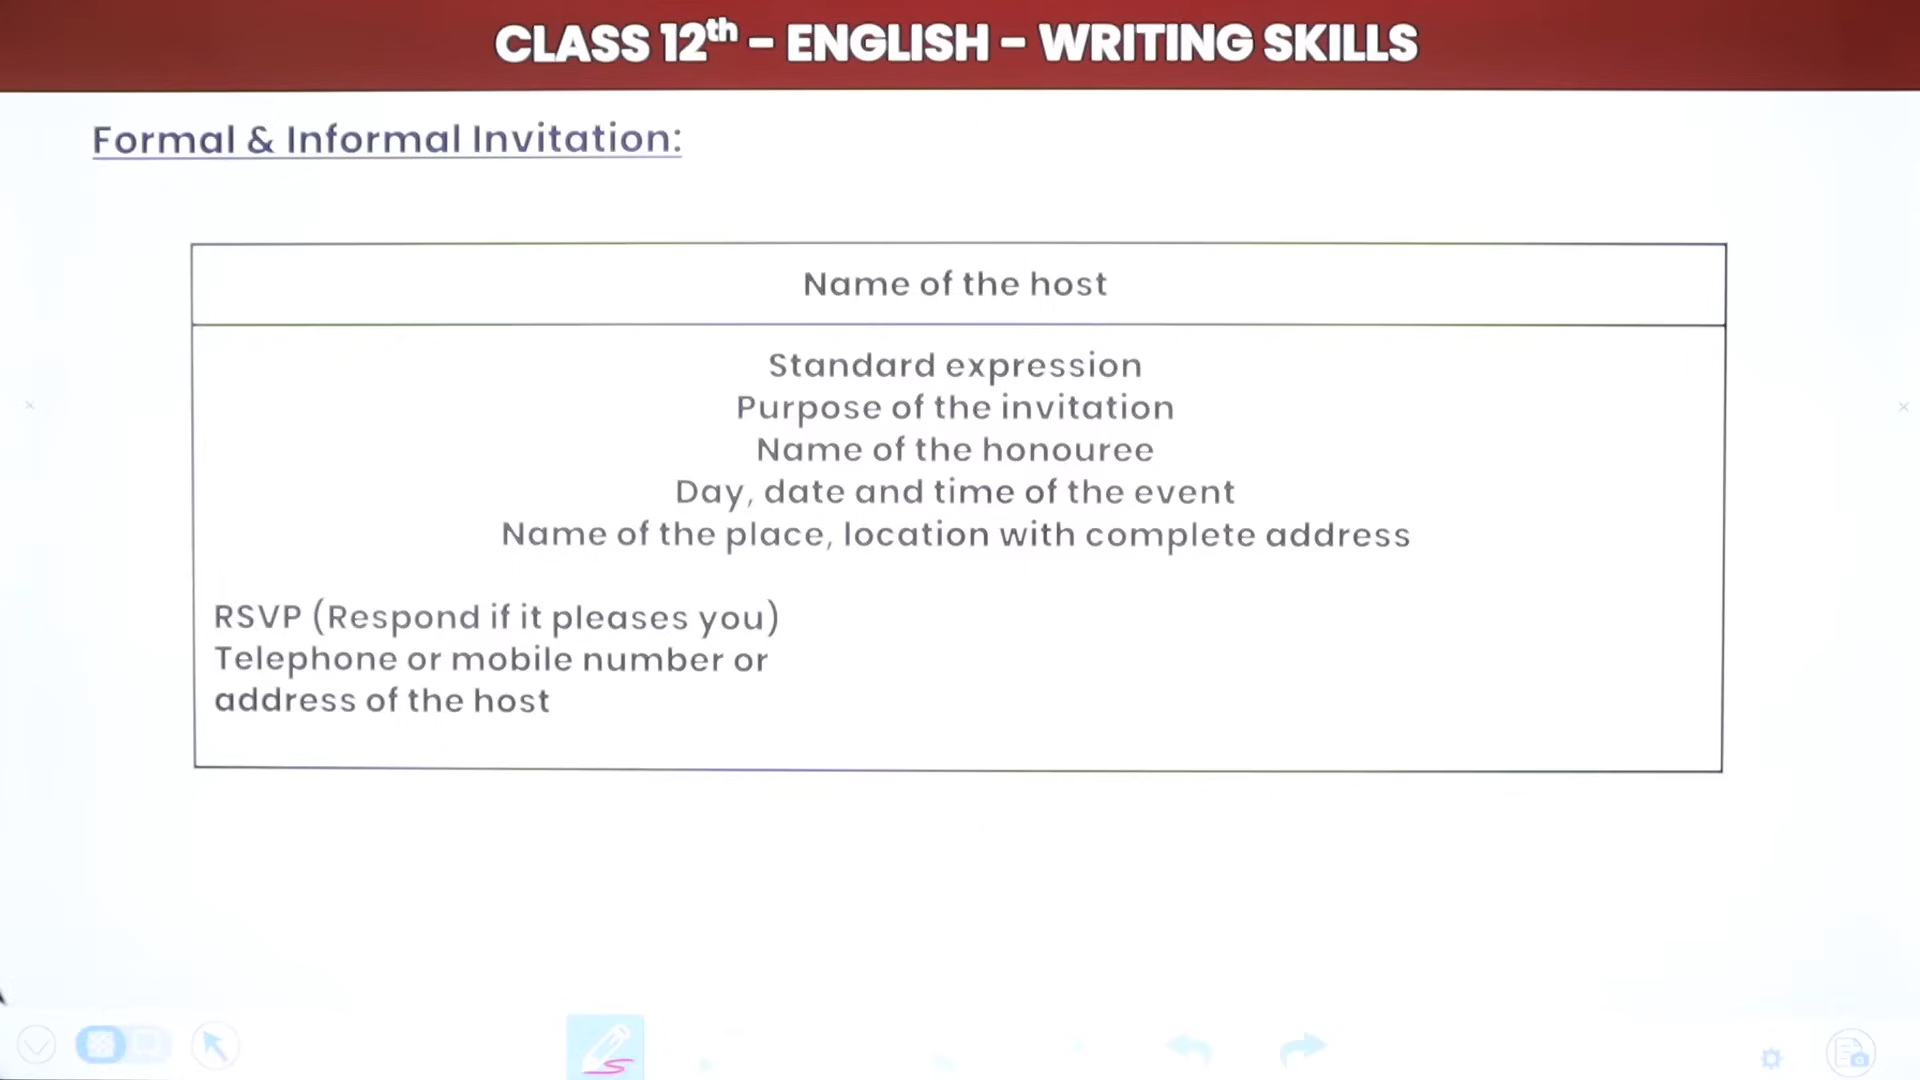 CLASS 12th – ENGLISH – WRITING SKILLS
Formal & Informal Invitation:
Name of the host
Standard expression
Purpose of the invitation
Name of the honouree
Day, date and time of the event
Name of the place, location with complete address
RSVP (Respond if it pleases you)
Telephone or mobile number or
address of the host